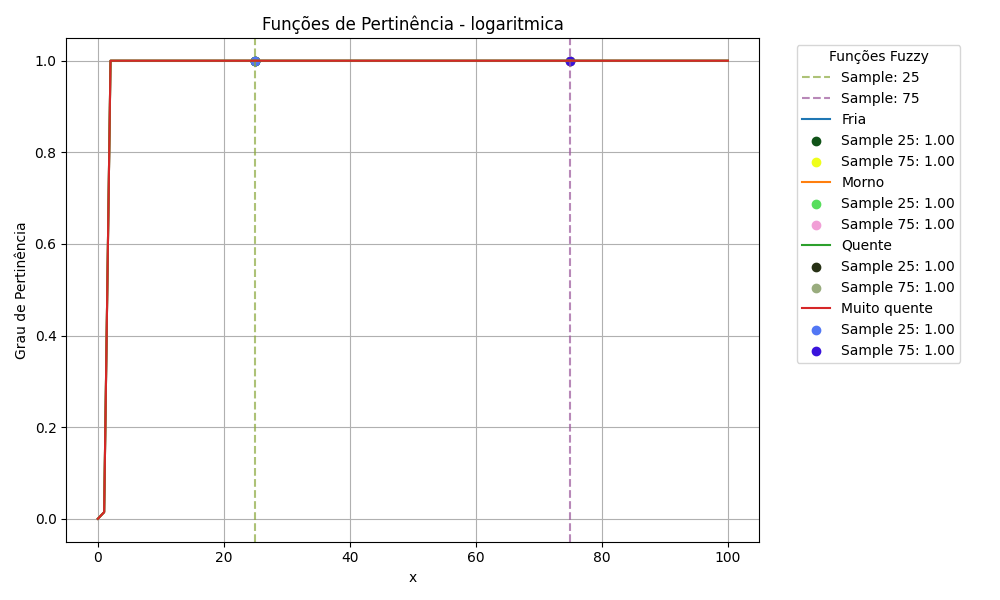 Funções de Pertinência - logaritmica
Grau de Pertinência
1.0
0.8
0.6
0.4
0.2
0.0
0
20
40
60
80
100
x
Funções Fuzzy
Sample: 25
Sample: 75
Fria
Sample 25: 1.00
Sample 75: 1.00
Morno
Sample 25: 1.00
Sample 75: 1.00
Quente
Sample 25: 1.00
Sample 75: 1.00
Muito quente
Sample 25: 1.00
Sample 75: 1.00